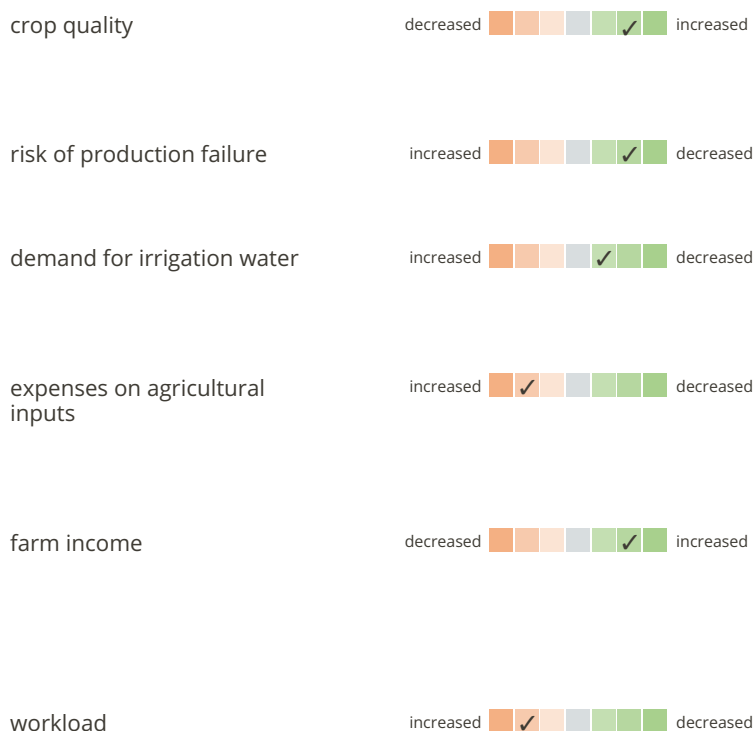 crop quality decreased ✓ increased
risk of production failure increased ✓ decreased
demand for irrigation water increased ✓ decreased
expenses on agricultural increased ✓ decreased
inputs
farm income decreased ✓ increased
workload increased ✓ decreased